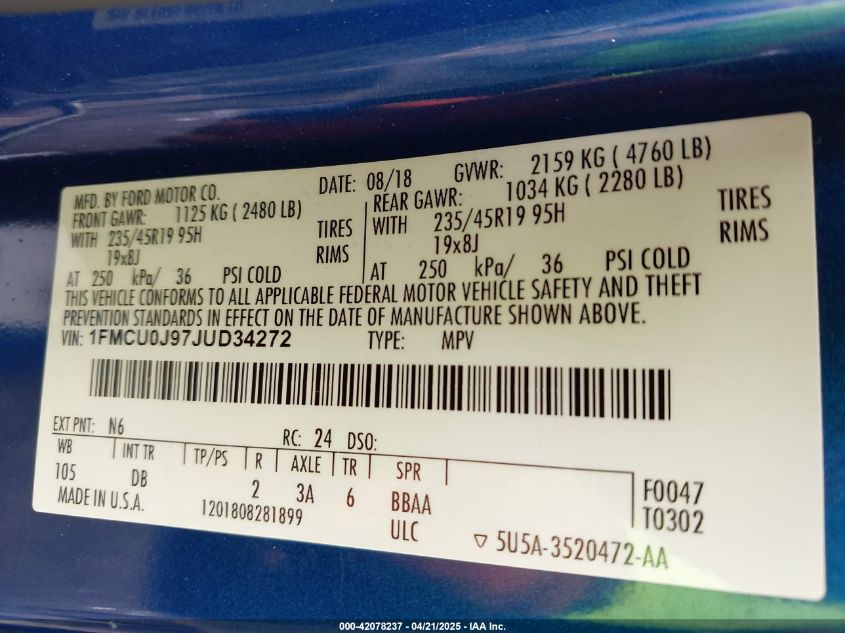 MFD. BY FORD MOTOR CO. DATE: 08/18 GVWR: 2159 KG ( 4760 LB)
FRONT GAWR: 1125 KG ( 2480 LB) REAR GAWR: 1034 KG ( 2280 LB)
WITH 235/45R19 95H TIRES WITH 235/45R19 95H TIRES
19x8J RIMS 19x8J RIMS
AT 250 kPa/ 36 PSI COLD AT 250 kPa/ 36 PSI COLD
THIS VEHICLE CONFORMS TO ALL APPLICABLE FEDERAL MOTOR VEHICLE SAFETY AND THEFT
PREVENTION STANDARDS IN EFFECT ON THE DATE OF MANUFACTURE SHOWN ABOVE.
VIN: 1FMCU0J97JUD34272 TYPE: MPV
EXT PNT: N6 RC: 24 DSO:
WB INT TR TP/PS R AXLE TR SPR
105 DB 2 3A 6 BBAA F0047
MADE IN U.S.A. 1201808281899 ULC T0302
5U5A-3520472-AA
000-42078237 - 04/21/2025 - IAA Inc.